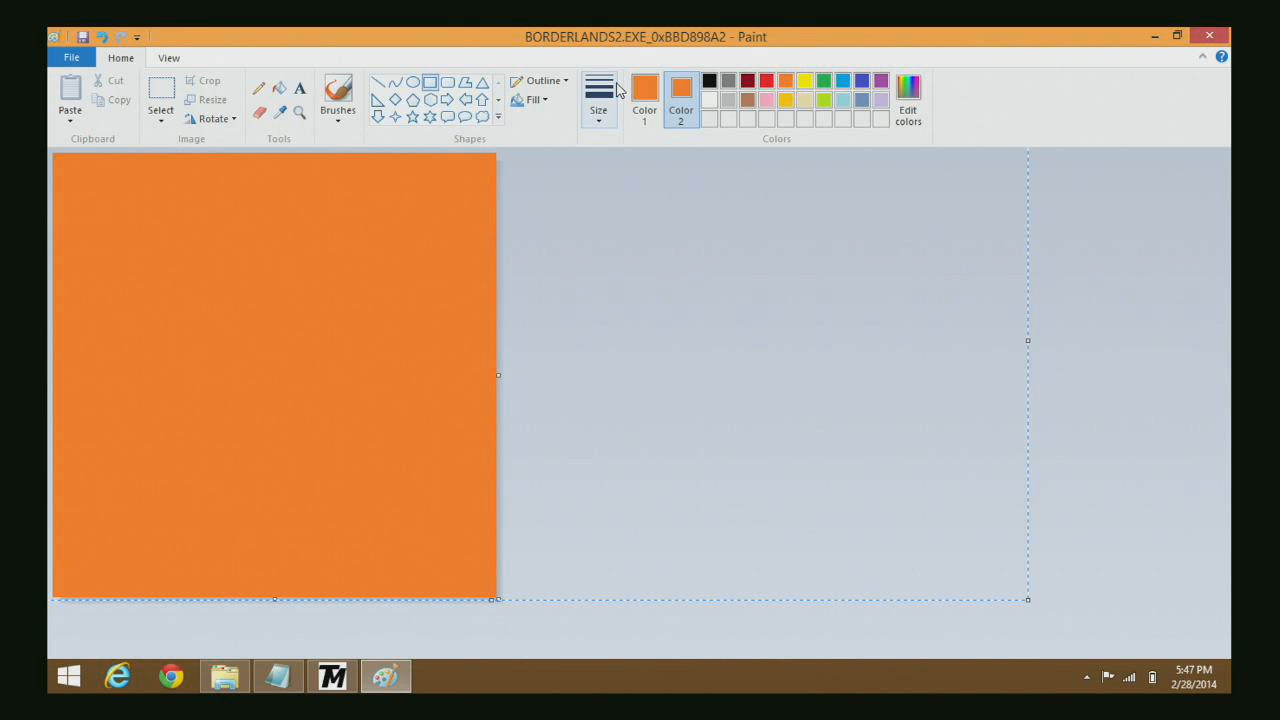 BORDERLANDS2.EXE_0xBBD898A2 - Paint
File Home View
Paste
Cut
Copy
Clipboard
Select
Crop
Resize
Rotate
Image
A
Tools
Brushes
Outline
Fill
Shapes
Size
Color
1
Color
2
Edit
colors
Colors
TM
5:47 PM
2/28/2014